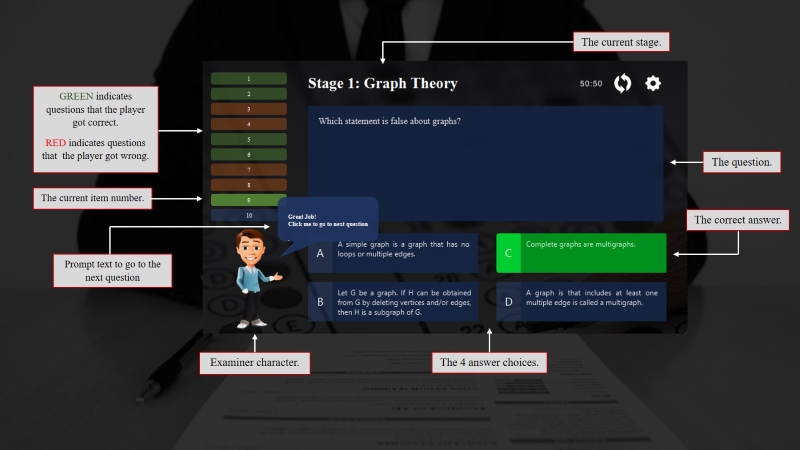 The current stage.
GREEN indicates
questions that the player
got correct.
RED indicates questions
that the player got wrong.
The current item number.
Prompt text to go to the
next question
Examiner character.
1
2
3
4
5
6
7
8
9
10
Stage 1: Graph Theory
50:50
Which statement is false about graphs?
Great Job!
Click me to go to next question
A
A simple graph is a graph that has no
loops or multiple edges.
C
Complete graphs are multigraphs.
B
Let G be a graph. If H can be obtained
from G by deleting vertices and/or edges,
then H is a subgraph of G.
D
A graph is that includes at least one
multiple edge is called a multigraph.
The question.
The correct answer.
The 4 answer choices.